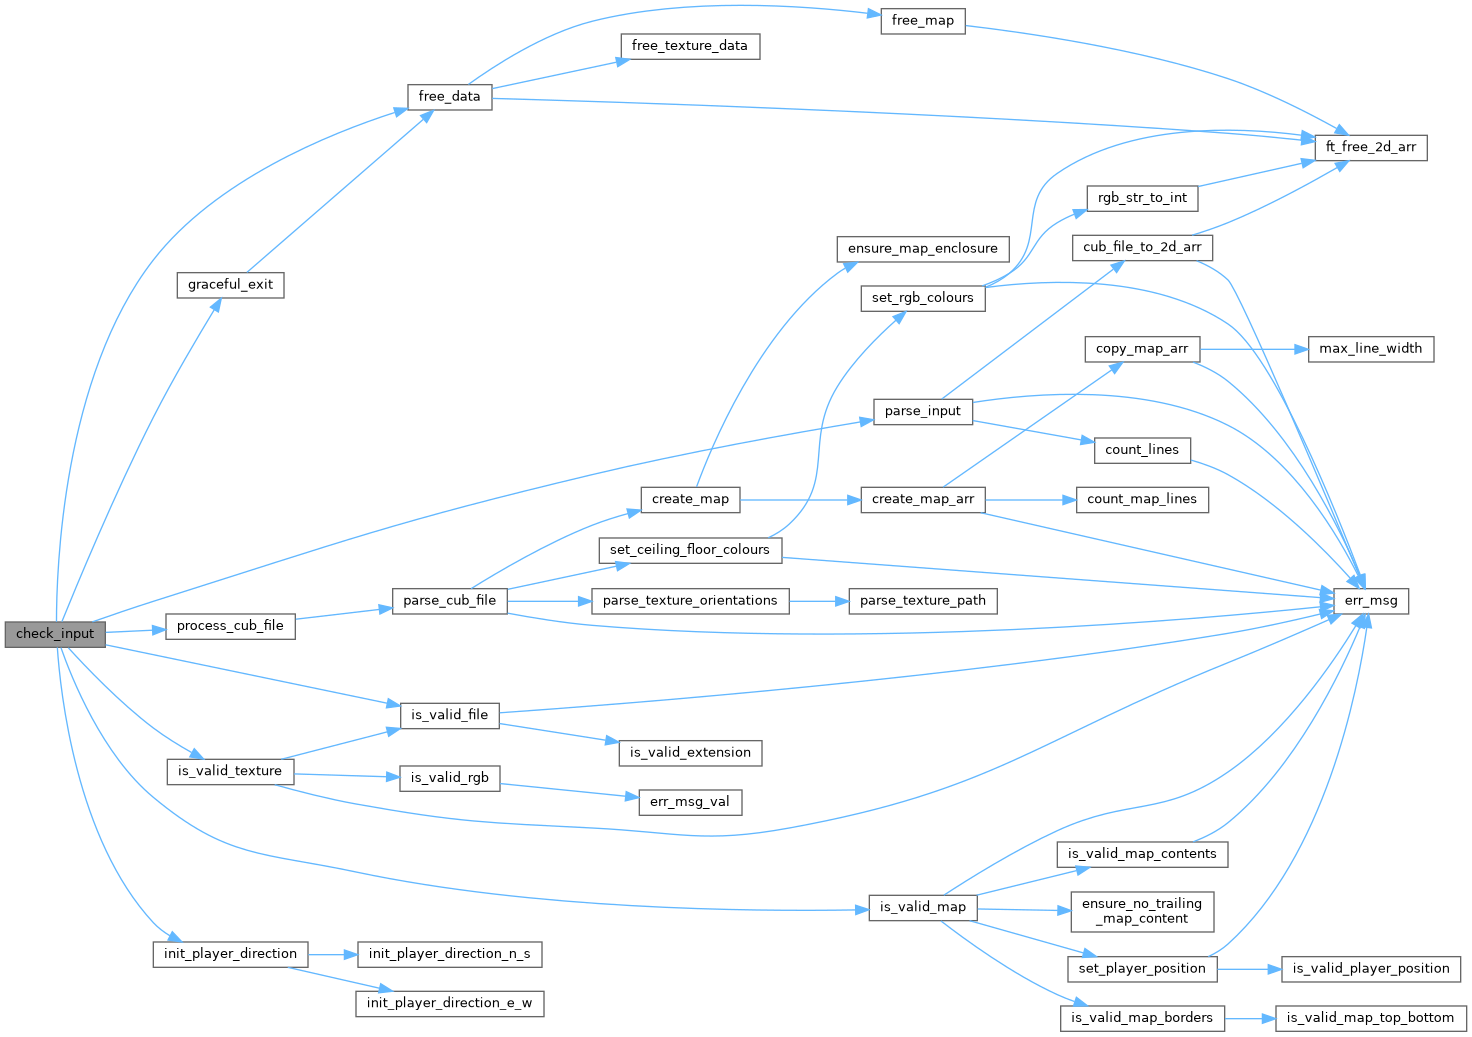 free_map
free_texture_data
free_data
ft_free_2d_arr
rgb_str_to_int
ensure_map_enclosure
cub_file_to_2d_arr
graceful_exit
set_rgb_colours
copy_map_arr
max_line_width
parse_input
count_lines
create_map
create_map_arr
count_map_lines
set_ceiling_floor_colours
parse_cub_file
parse_texture_orientations
parse_texture_path
err_msg
process_cub_file
check_input
is_valid_file
is_valid_extension
is_valid_texture
is_valid_rgb
err_msg_val
is_valid_map_contents
is_valid_map
ensure_no_trailing
_map_content
init_player_direction
init_player_direction_n_s
set_player_position
is_valid_player_position
init_player_direction_e_w
is_valid_map_borders
is_valid_map_top_bottom